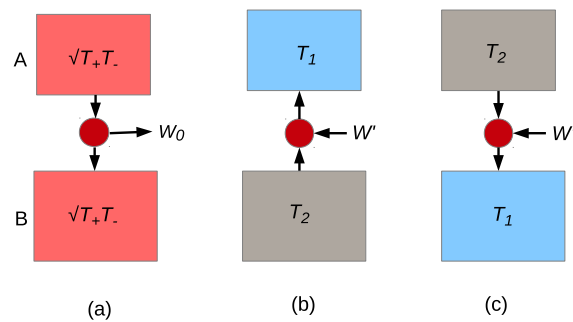 A √T₊T₋ W₀
B √T₊T₋
(a)
T₁
W'
T₂
(b)
T₂
W
T₁
(c)